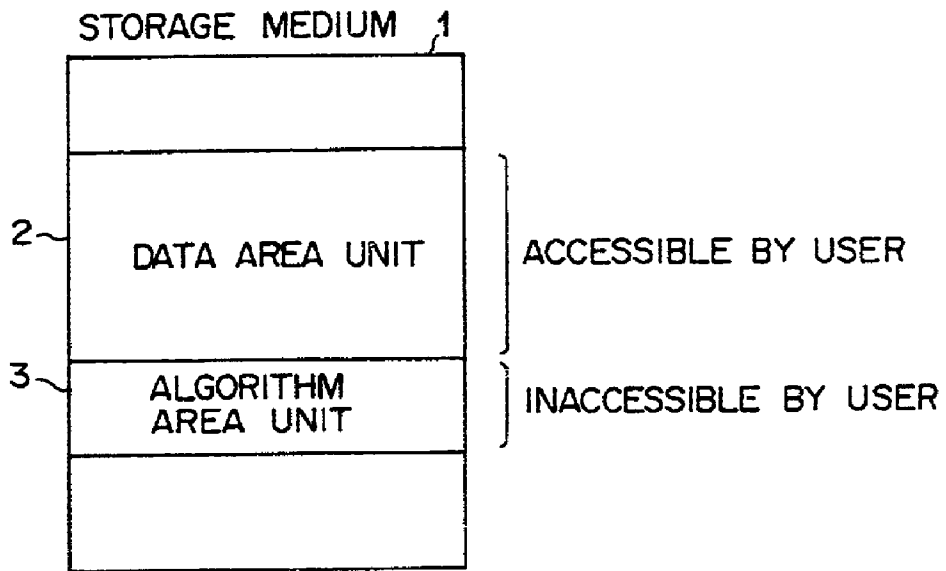 STORAGE MEDIUM 1
2
DATA AREA UNIT
ACCESSIBLE BY USER
3
ALGORITHM
AREA UNIT
INACCESSIBLE BY USER